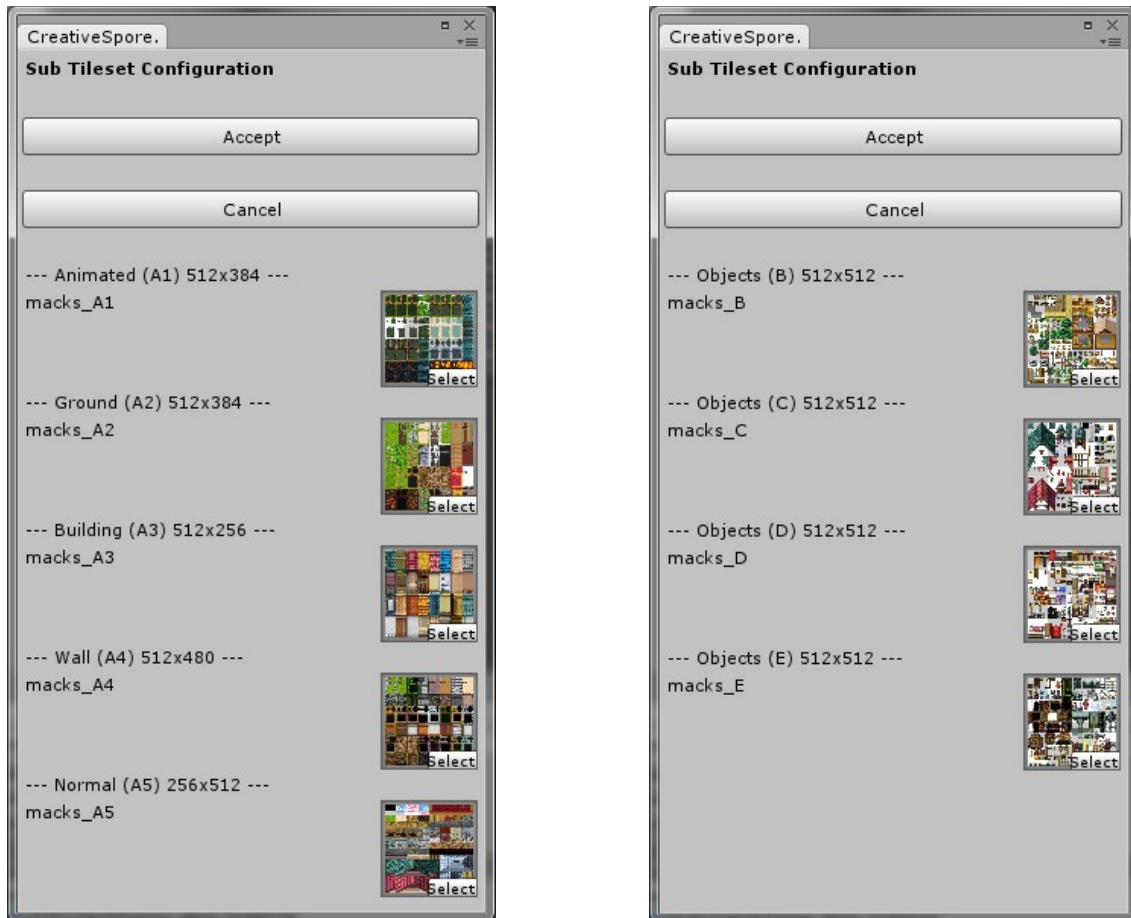 CreativeSpore.
Sub Tileset Configuration
Accept
Cancel
--- Animated (A1) 512x384 ---
macks_A1
Select
--- Ground (A2) 512x384 ---
macks_A2
Select
--- Building (A3) 512x256 ---
macks_A3
Select
--- Wall (A4) 512x480 ---
macks_A4
Select
--- Normal (A5) 256x512 ---
macks_A5
Select
CreativeSpore.
Sub Tileset Configuration
Accept
Cancel
--- Objects (B) 512x512 ---
macks_B
Select
--- Objects (C) 512x512 ---
macks_C
Select
--- Objects (D) 512x512 ---
macks_D
Select
--- Objects (E) 512x512 ---
macks_E
Select